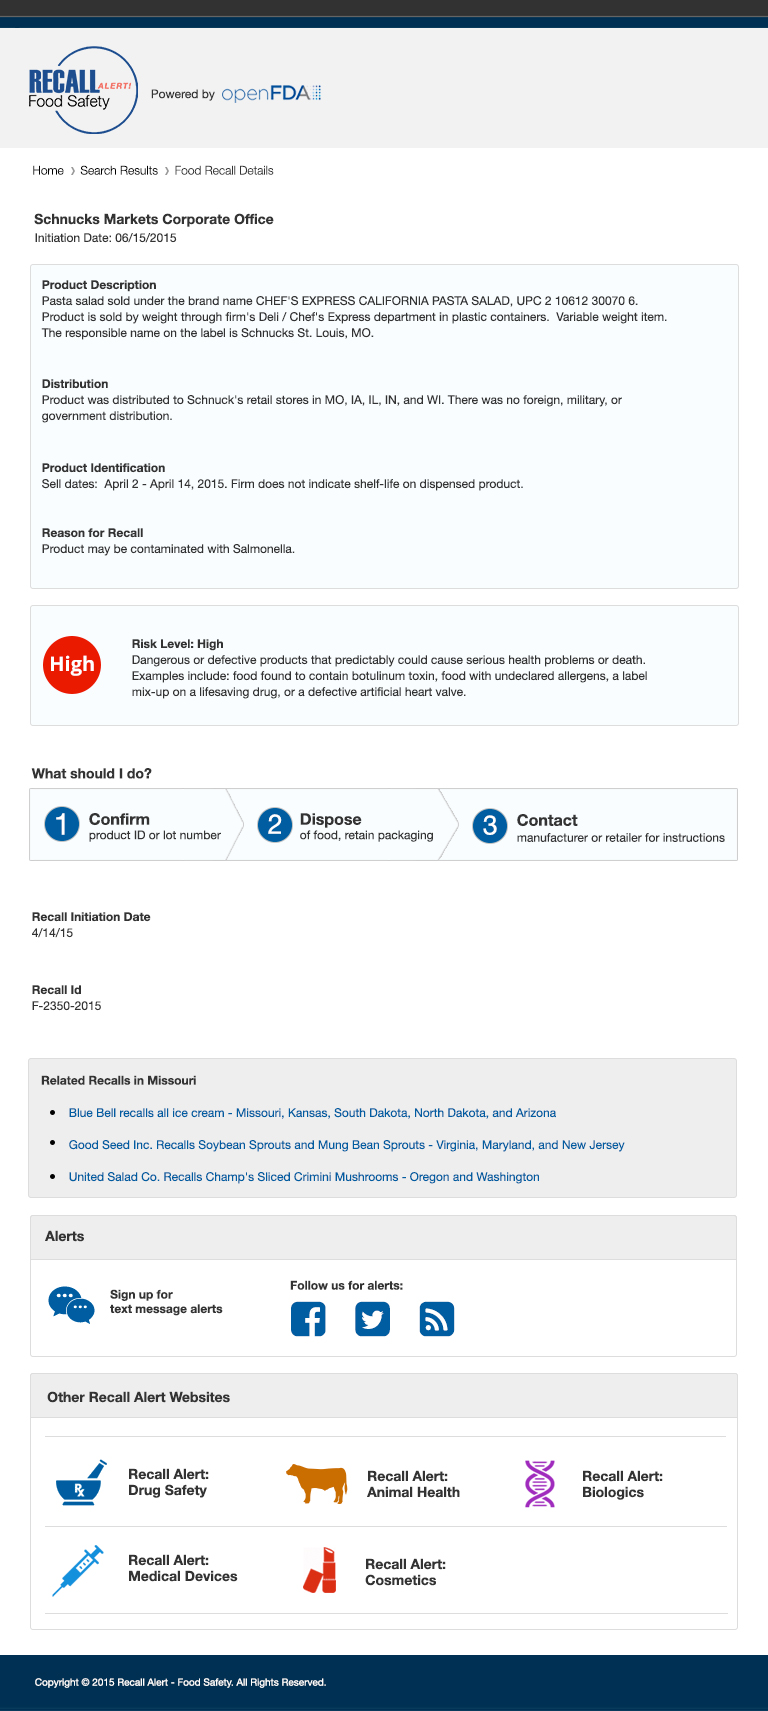 RECALL ALERT!
Food Safety
Powered by openFDA
Home › Search Results › Food Recall Details
Schnucks Markets Corporate Office
Initiation Date: 06/15/2015
Product Description
Pasta salad sold under the brand name CHEF'S EXPRESS CALIFORNIA PASTA SALAD, UPC 2 10612 30070 6.
Product is sold by weight through firm's Deli / Chef's Express department in plastic containers.  Variable weight item.
The responsible name on the label is Schnucks St. Louis, MO.
Distribution
Product was distributed to Schnuck's retail stores in MO, IA, IL, IN, and WI. There was no foreign, military, or
government distribution.
Product Identification
Sell dates:  April 2 - April 14, 2015. Firm does not indicate shelf-life on dispensed product.
Reason for Recall
Product may be contaminated with Salmonella.
High
Risk Level: High
Dangerous or defective products that predictably could cause serious health problems or death.
Examples include: food found to contain botulinum toxin, food with undeclared allergens, a label
mix-up on a lifesaving drug, or a defective artificial heart valve.
What should I do?
1 Confirm
product ID or lot number
2 Dispose
of food, retain packaging
3 Contact
manufacturer or retailer for instructions
Recall Initiation Date
4/14/15
Recall Id
F-2350-2015
Related Recalls in Missouri
• Blue Bell recalls all ice cream - Missouri, Kansas, South Dakota, North Dakota, and Arizona
• Good Seed Inc. Recalls Soybean Sprouts and Mung Bean Sprouts - Virginia, Maryland, and New Jersey
• United Salad Co. Recalls Champ's Sliced Crimini Mushrooms - Oregon and Washington
Alerts
Sign up for
text message alerts
Follow us for alerts:
Other Recall Alert Websites
Rx
Recall Alert:
Drug Safety
Recall Alert:
Animal Health
Recall Alert:
Biologics
Recall Alert:
Medical Devices
Recall Alert:
Cosmetics
Copyright © 2015 Recall Alert - Food Safety. All Rights Reserved.